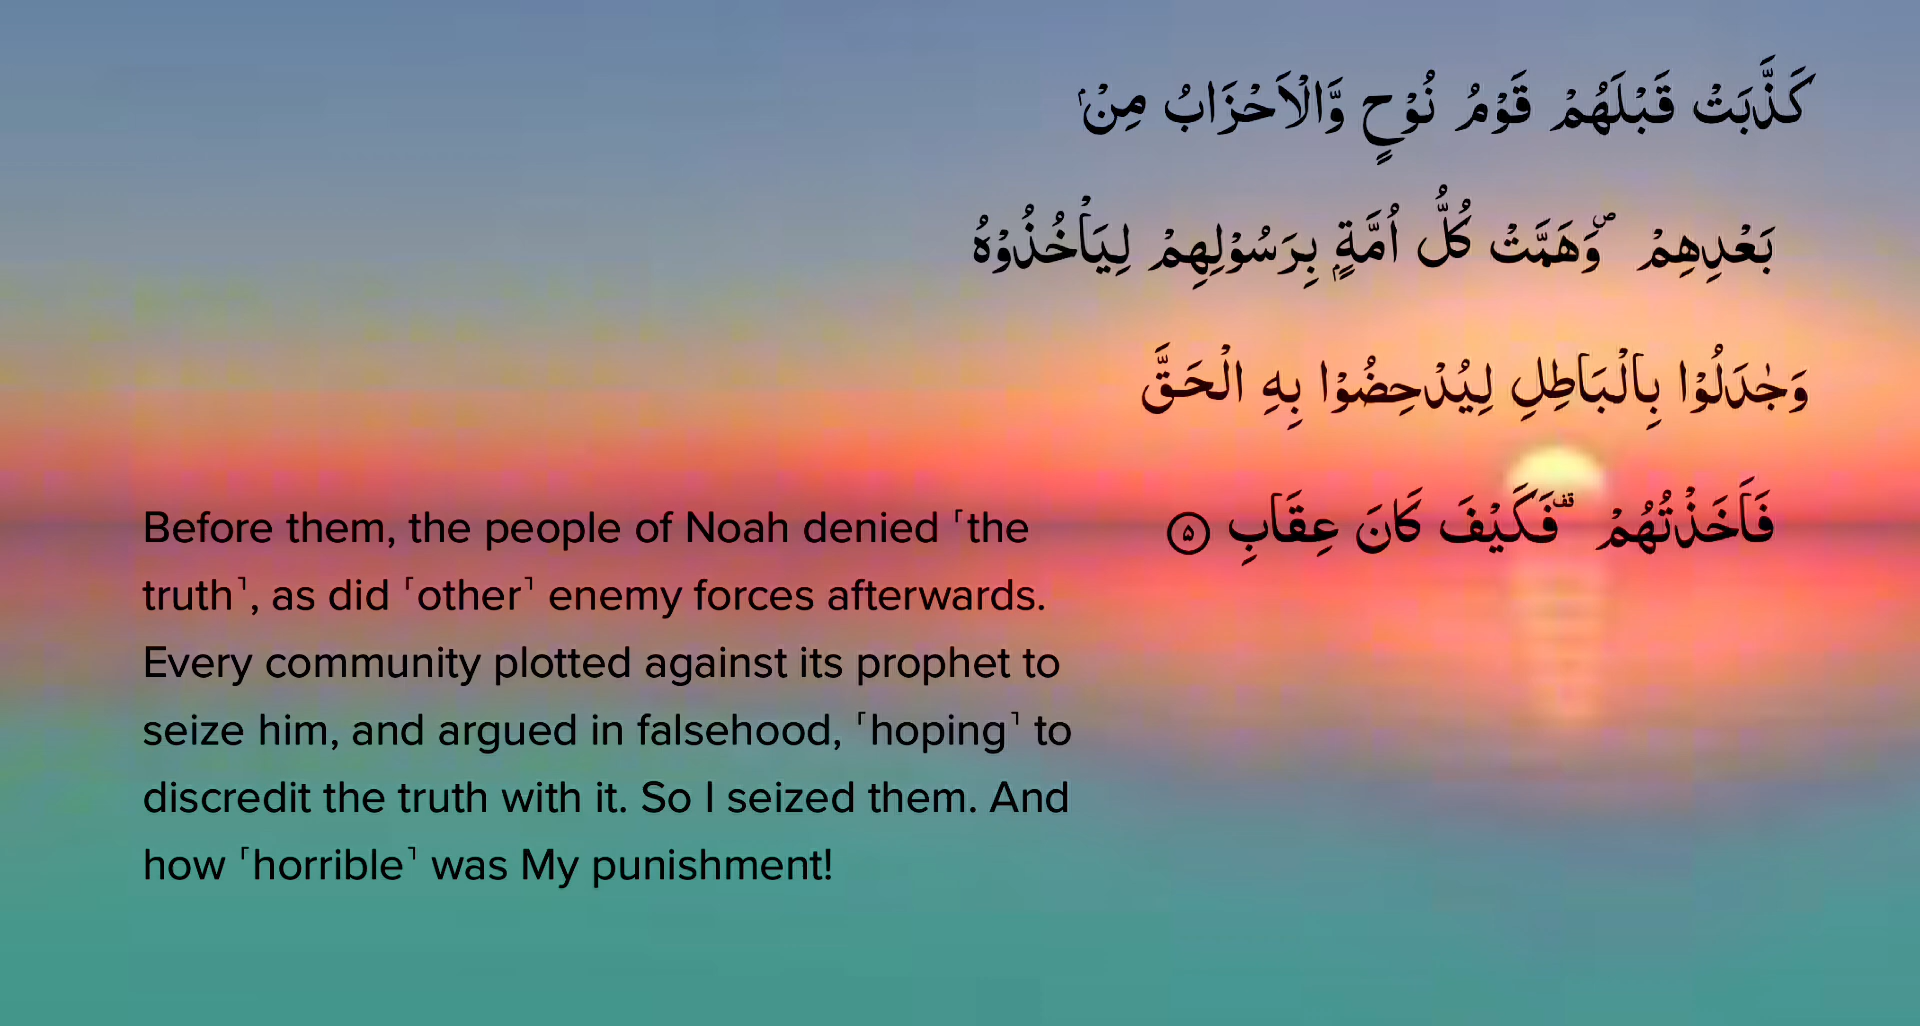 كَذَّبَتْ قَبْلَهُمْ قَوْمُ نُوْحٍ وَّالْاَحْزَابُ مِنْۢ
بَعْدِهِمْ ۪وَهَمَّتْ كُلُّ اُمَّةٍۭ بِرَسُوْلِهِمْ لِيَاْخُذُوْهُ
وَجٰدَلُوْا بِالْبَاطِلِ لِيُدْحِضُوْا بِهِ الْحَقَّ
فَاَخَذْتُهُمْ ۫فَكَيْفَ كَانَ عِقَابِ ۵
Before them, the people of Noah denied ˹the
truth˺, as did ˹other˺ enemy forces afterwards.
Every community plotted against its prophet to
seize him, and argued in falsehood, ˹hoping˺ to
discredit the truth with it. So I seized them. And
how ˹horrible˺ was My punishment!